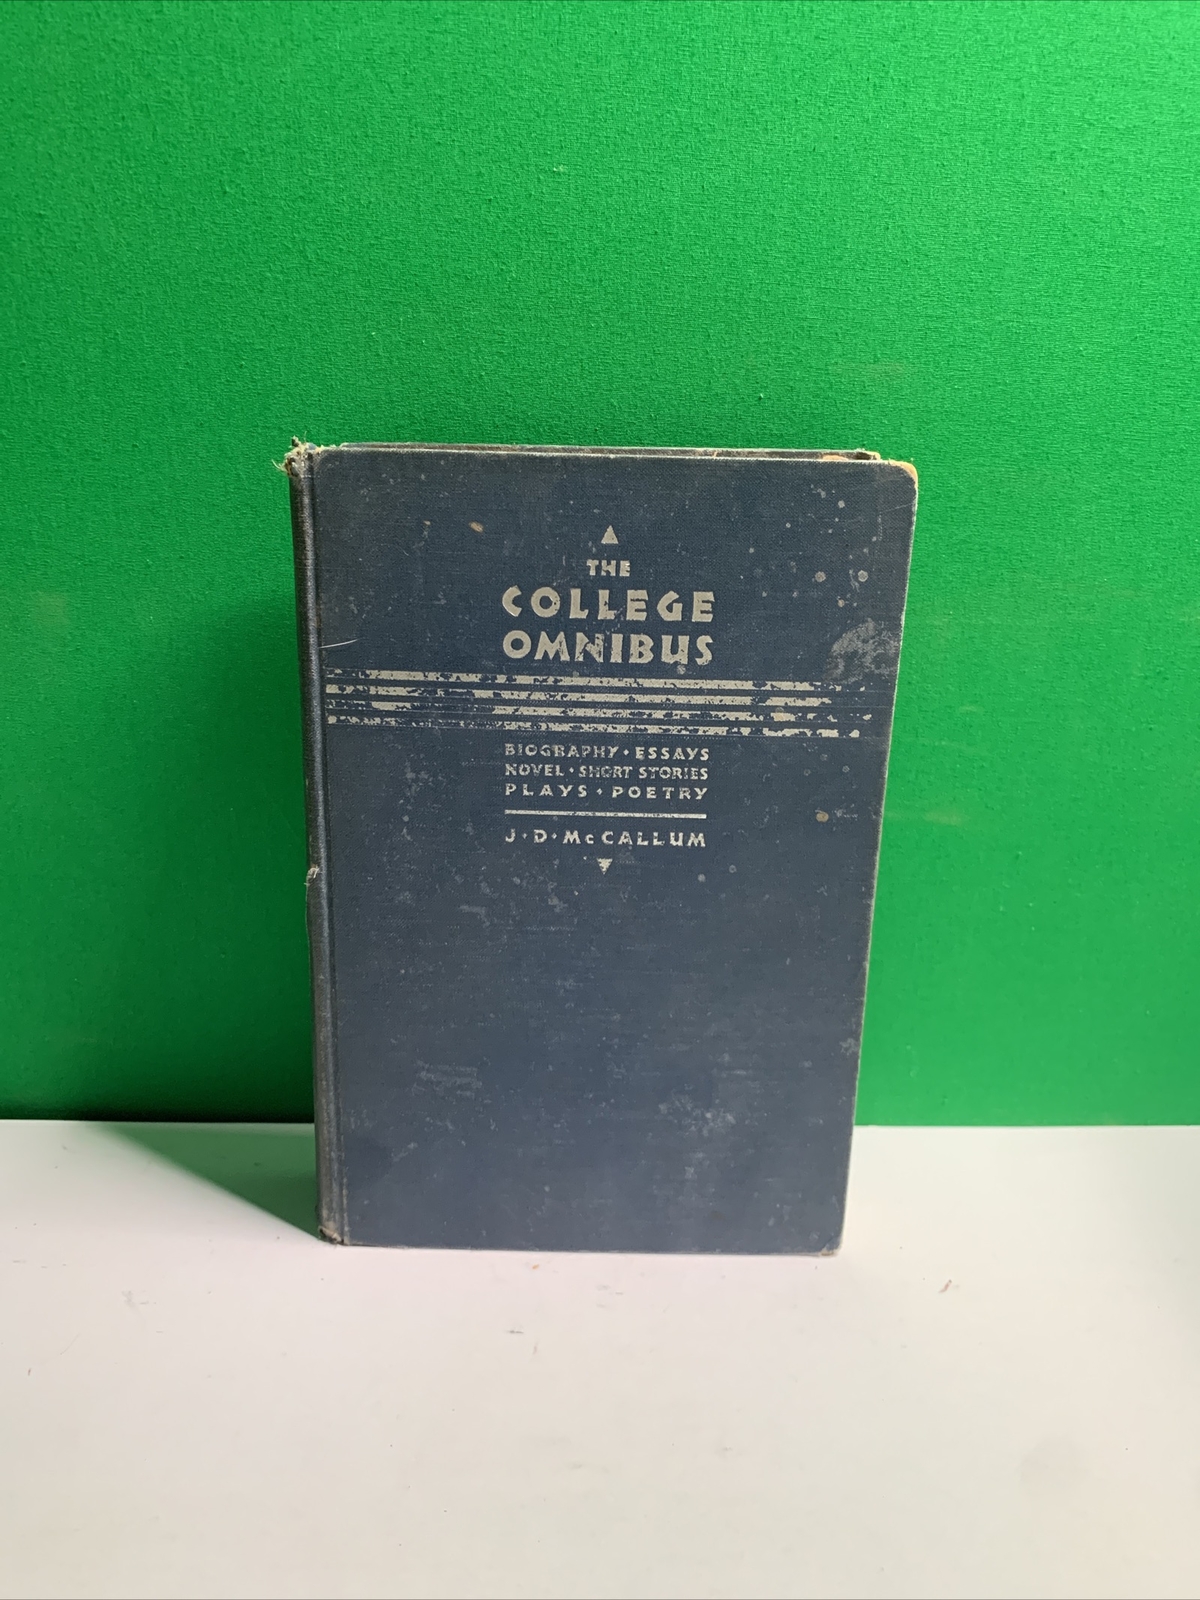 THE
COLLEGE
OMNIBUS
BIOGRAPHY · ESSAYS
NOVEL · SHORT STORIES
PLAYS · POETRY
J · D · McCALLUM